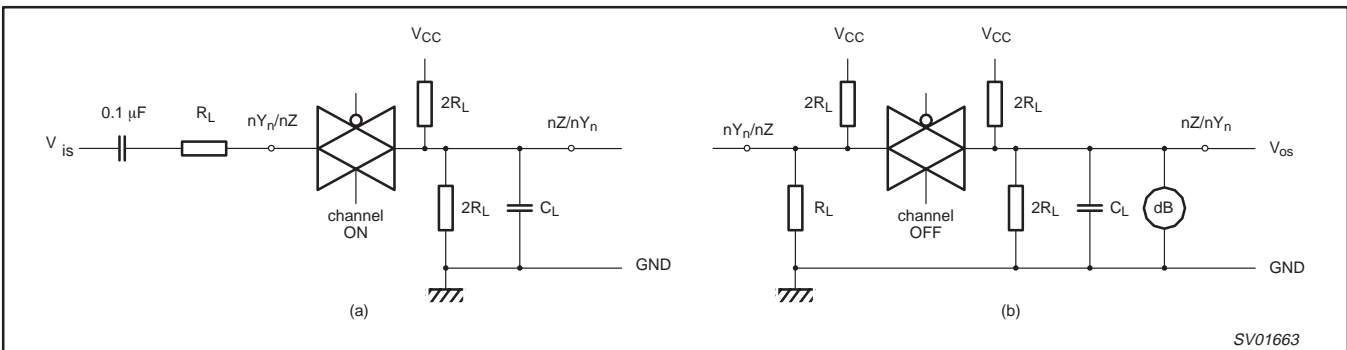 VCC
VCC
VCC
0.1 μF
RL
nYn/nZ
2RL
nZ/nYn
2RL
2RL
nYn/nZ
nZ/nYn
V is
Vos
2RL
CL
channel
ON
RL
channel
OFF
2RL
CL
dB
GND
GND
(a)
(b)
SV01663